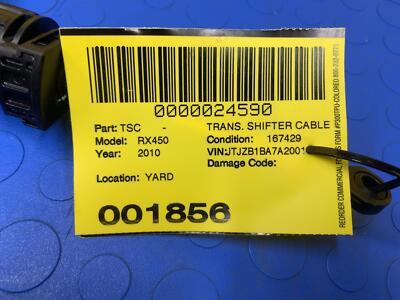 0000024590
Part: TSC - TRANS. SHIFTER CABLE
Model: RX450 Condition: 167429
Year: 2010 VIN:JTJZB1BA7A2001
Damage Code:
Location: YARD
001856